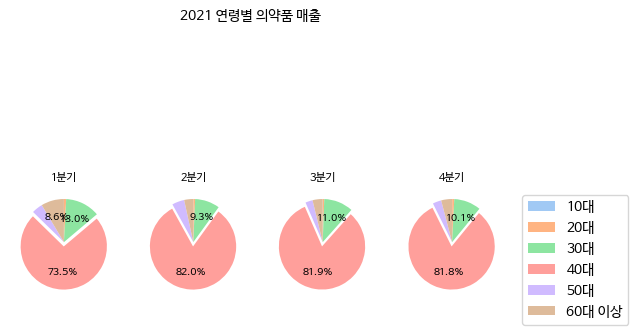 2021 연령별 의약품 매출
1분기
8.6%
13.0%
73.5%
2분기
9.3%
82.0%
3분기
11.0%
81.9%
4분기
10.1%
81.8%
10대
20대
30대
40대
50대
60대 이상